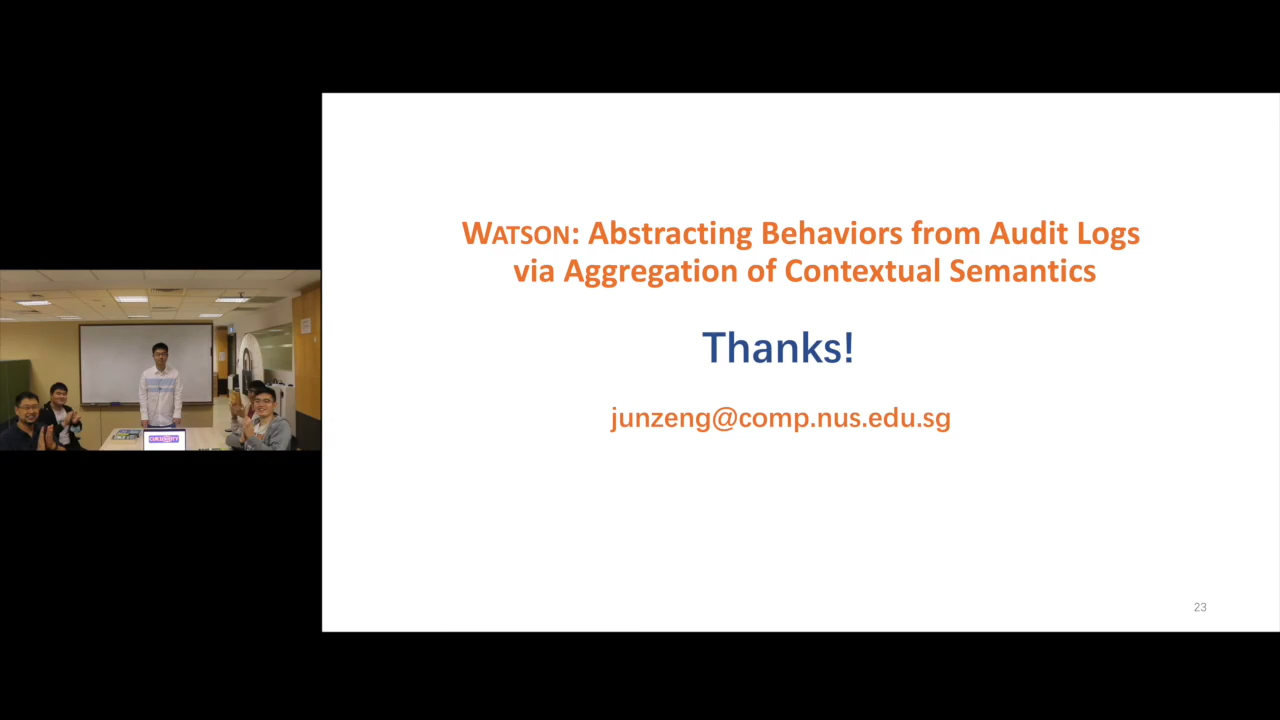 WATSON: Abstracting Behaviors from Audit Logs
via Aggregation of Contextual Semantics
Thanks!
junzeng@comp.nus.edu.sg
23